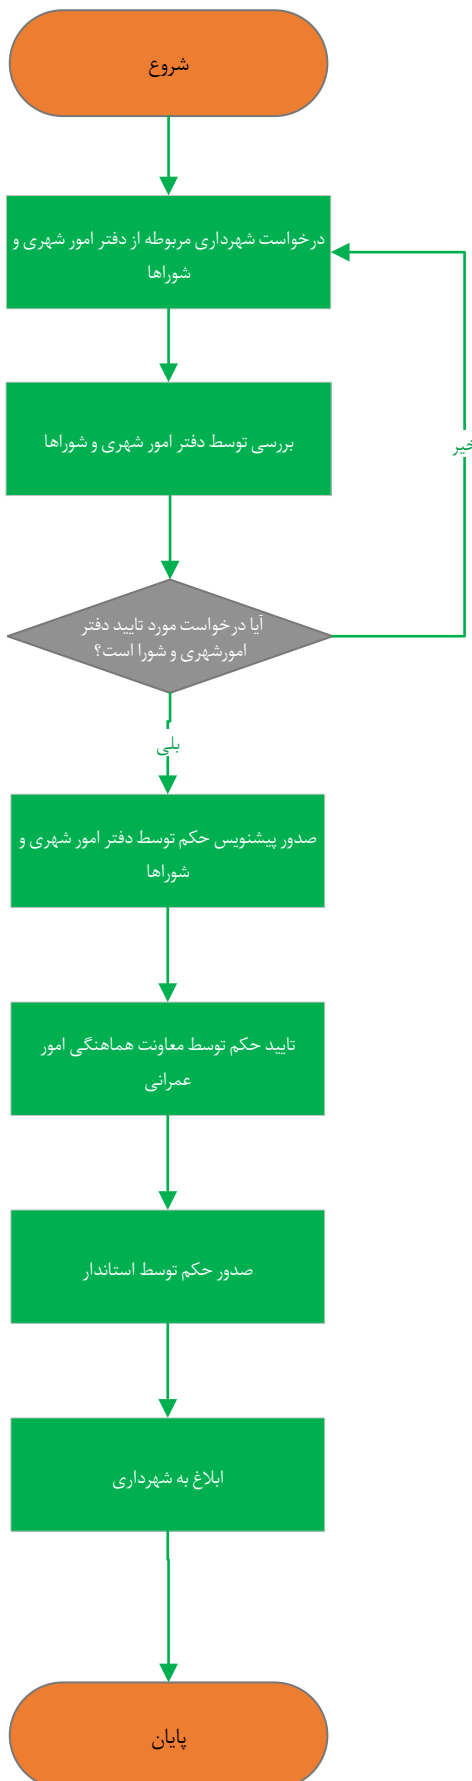 شروع
درخواست شهرداری مربوطه از دفتر امور شهری و
شوراها
بررسی توسط دفتر امور شهری و شوراها
خیر
آیا درخواست مورد تایید دفتر
امورشهری و شورا است؟
بلی
صدور پیشنویس حکم توسط دفتر امور شهری و
شوراها
تایید حکم توسط معاونت هماهنگی امور
عمرانی
صدور حکم توسط استاندار
ابلاغ به شهرداری
پایان